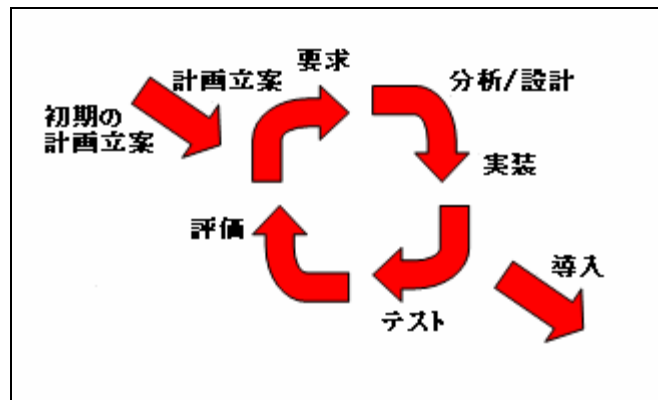 要求
計画立案
分析/設計
初期の
計画立案
実装
評価
導入
テスト